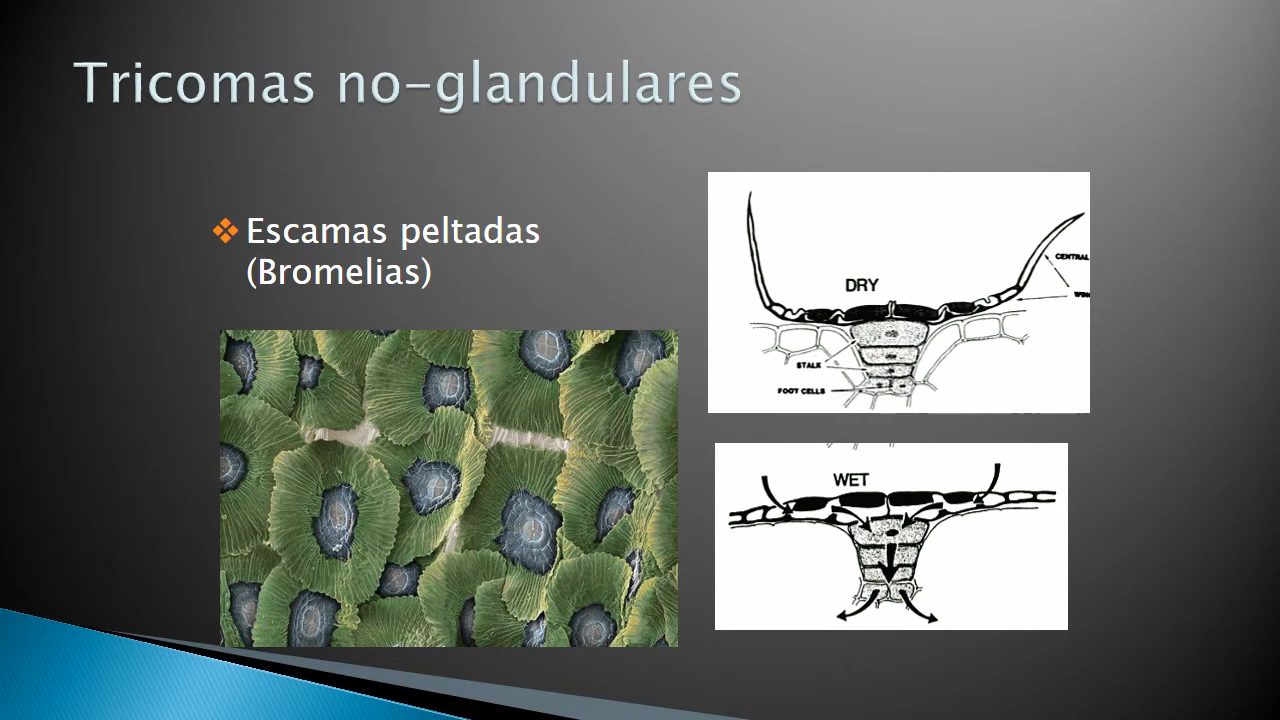 Tricomas no-glandulares
Escamas peltadas
(Bromelias)
DRY
CENTRAL
STALK
FOOT CELLS
WET